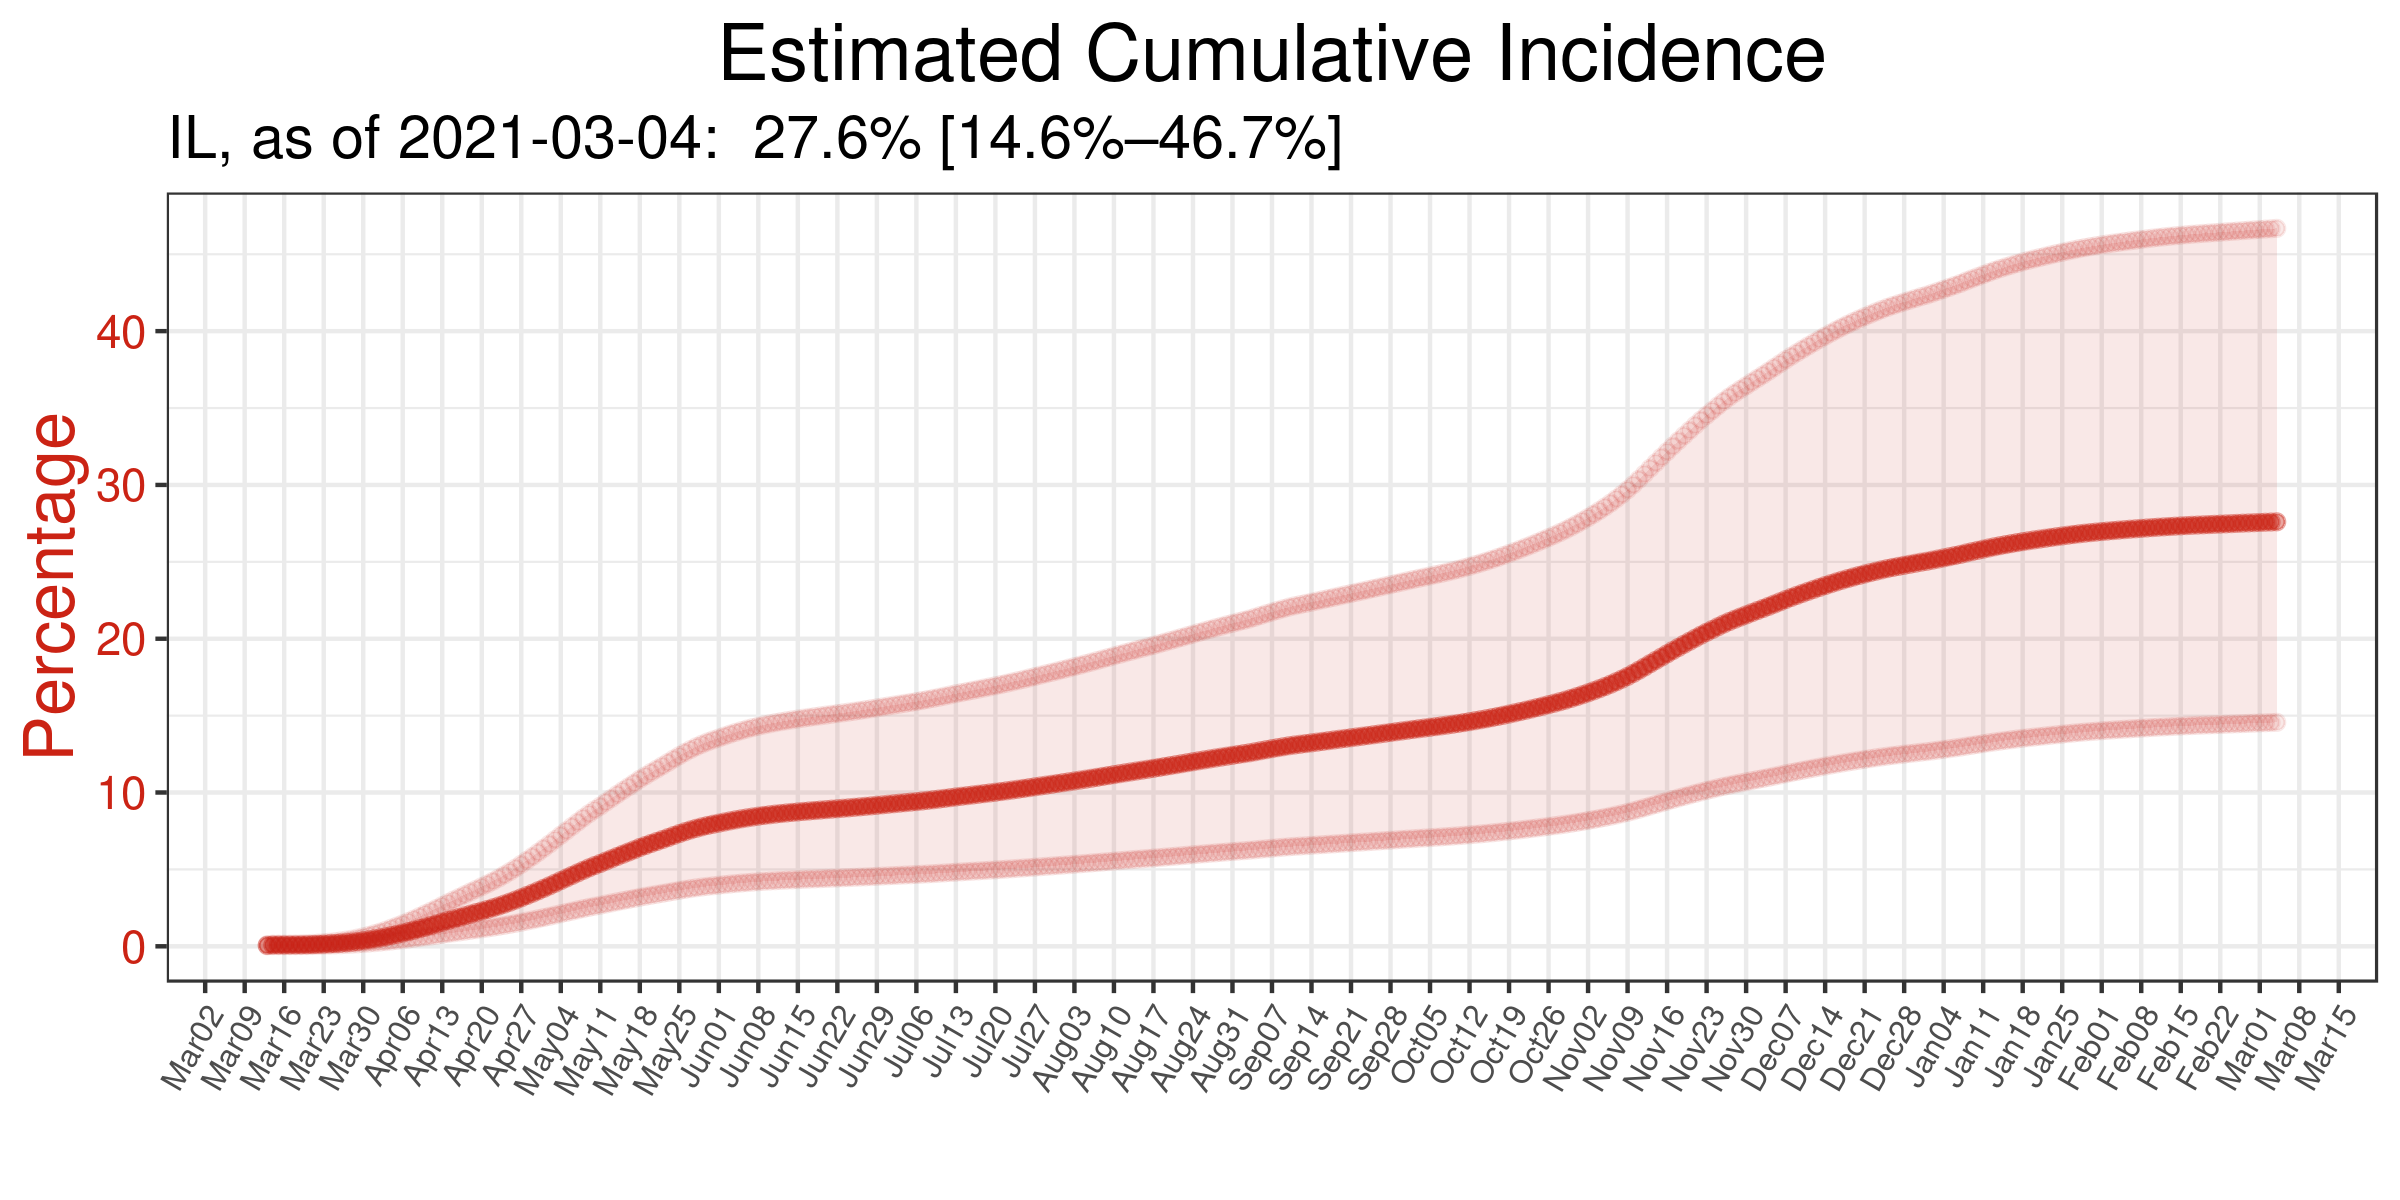 Estimated Cumulative Incidence
IL, as of 2021-03-04:  27.6% [14.6%–46.7%]
Percentage
40
30
20
10
0
Mar02
Mar09
Mar16
Mar23
Mar30
Apr06
Apr13
Apr20
Apr27
May04
May11
May18
May25
Jun01
Jun08
Jun15
Jun22
Jun29
Jul06
Jul13
Jul20
Jul27
Aug03
Aug10
Aug17
Aug24
Aug31
Sep07
Sep14
Sep21
Sep28
Oct05
Oct12
Oct19
Oct26
Nov02
Nov09
Nov16
Nov23
Nov30
Dec07
Dec14
Dec21
Dec28
Jan04
Jan11
Jan18
Jan25
Feb01
Feb08
Feb15
Feb22
Mar01
Mar08
Mar15